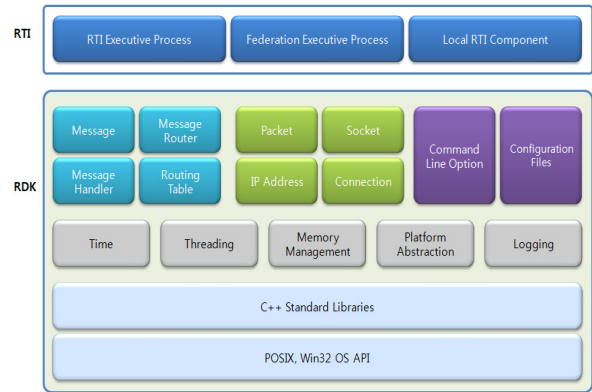 RTI
RTI Executive Process
Federation Executive Process
Local RTI Component
RDK
Message
Message
Router
Packet
Socket
Command
Line Option
Configuration
Files
Message
Handler
Routing
Table
IP Address
Connection
Time
Threading
Memory
Management
Platform
Abstraction
Logging
C++ Standard Libraries
POSIX, Win32 OS API